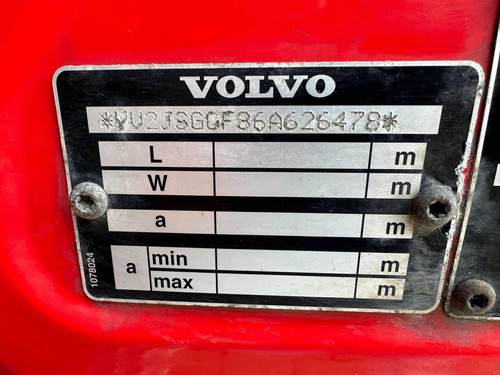 VOLVO
*YV2JSG0F86A626478*
L m
W m
a m
a min m
max m
1078024